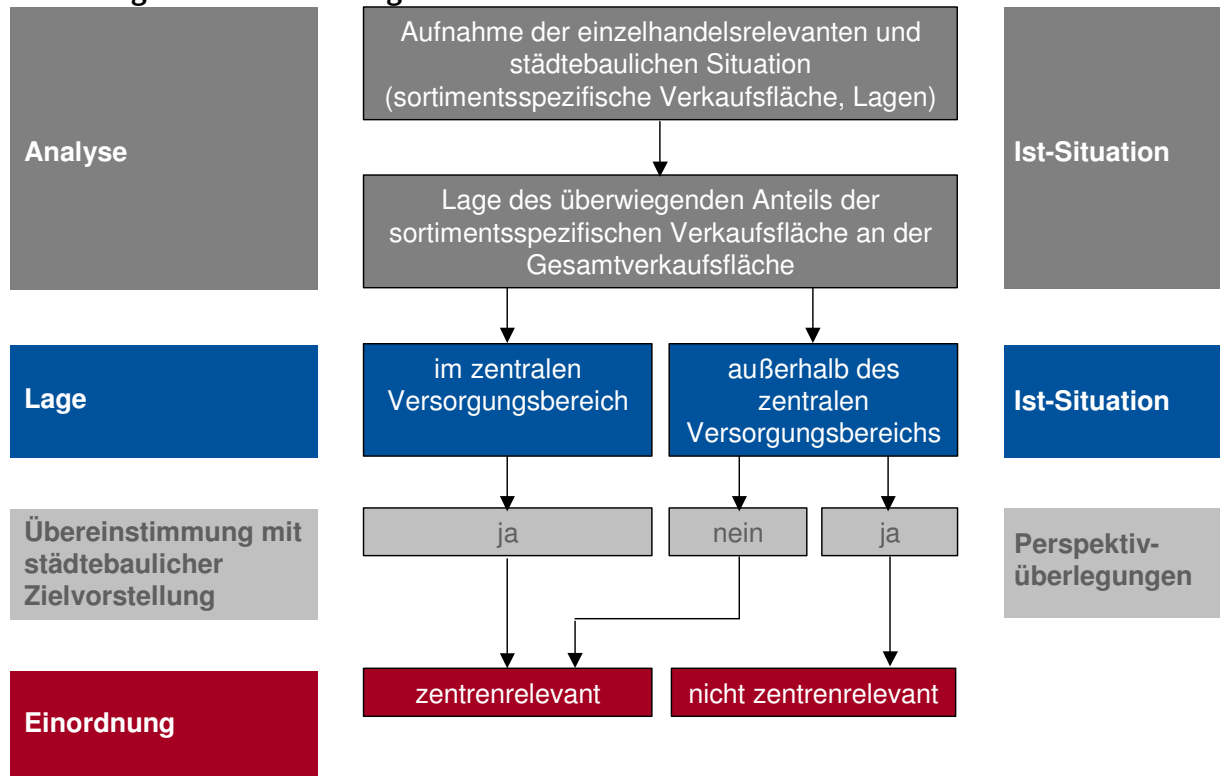 Analyse
Aufnahme der einzelhandelsrelevanten und
städtebaulichen Situation
(sortimentsspezifische Verkaufsfläche, Lagen)
Ist-Situation
Lage des überwiegenden Anteils der
sortimentsspezifischen Verkaufsfläche an der
Gesamtverkaufsfläche
Lage
im zentralen
Versorgungsbereich
außerhalb des
zentralen
Versorgungsbereichs
Ist-Situation
Übereinstimmung mit
städtebaulicher
Zielvorstellung
ja
nein
ja
Perspektiv-
überlegungen
Einordnung
zentrenrelevant
nicht zentrenrelevant